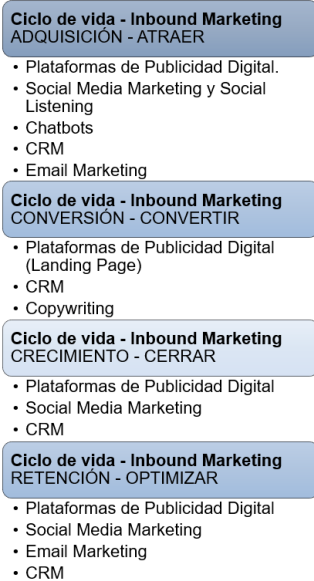 Ciclo de vida - Inbound Marketing
ADQUISICIÓN - ATRAER
• Plataformas de Publicidad Digital.
• Social Media Marketing y Social
Listening
• Chatbots
• CRM
• Email Marketing
Ciclo de vida - Inbound Marketing
CONVERSIÓN - CONVERTIR
• Plataformas de Publicidad Digital
(Landing Page)
• CRM
• Copywriting
Ciclo de vida - Inbound Marketing
CRECIMIENTO - CERRAR
• Plataformas de Publicidad Digital
• Social Media Marketing
• CRM
Ciclo de vida - Inbound Marketing
RETENCIÓN - OPTIMIZAR
• Plataformas de Publicidad Digital
• Social Media Marketing
• Email Marketing
• CRM